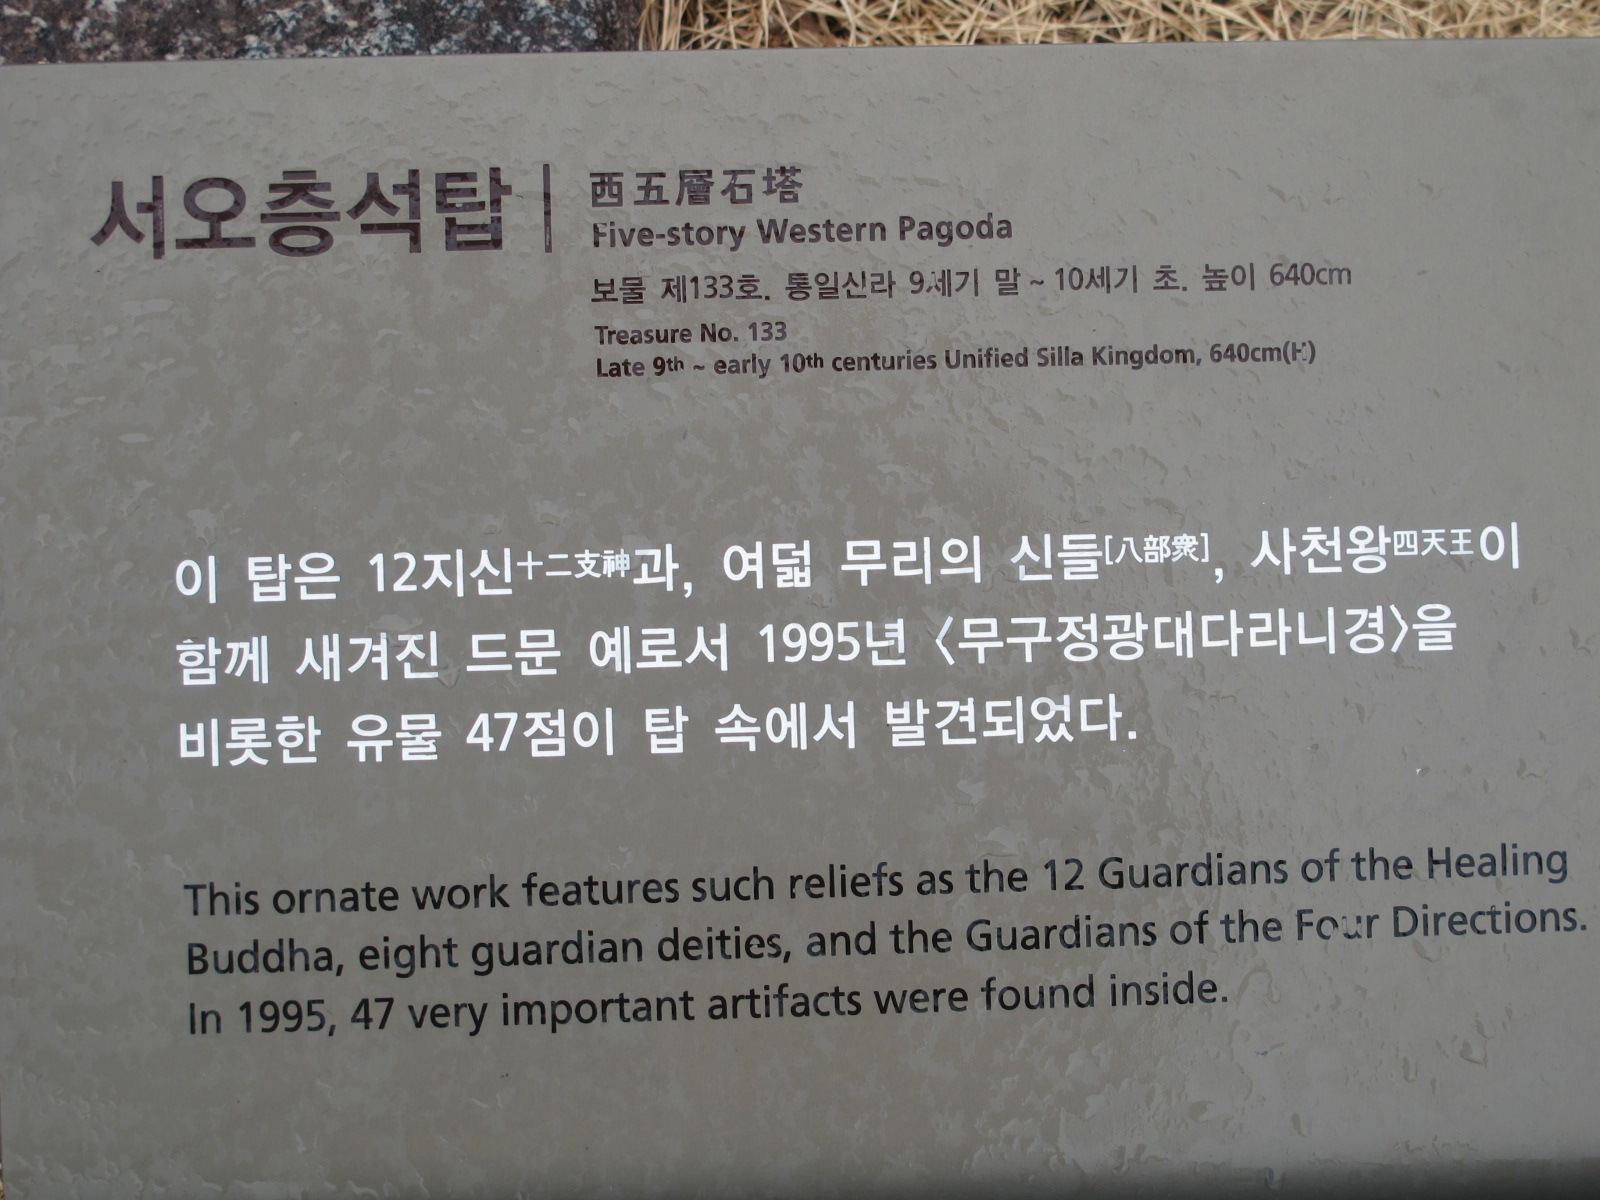 서오층석탑
西五層石塔
Five-story Western Pagoda
보물 제133호. 통일신라 9세기 말 ~ 10세기 초. 높이 640cm
Treasure No. 133
Late 9th ~ early 10th centuries Unified Silla Kingdom, 640cm(H)
이 탑은 12지신十二支神과, 여덟 무리의 신들[八部衆], 사천왕四天王이
함께 새겨진 드문 예로서 1995년 〈무구정광대다라니경〉을
비롯한 유물 47점이 탑 속에서 발견되었다.
This ornate work features such reliefs as the 12 Guardians of the Healing
Buddha, eight guardian deities, and the Guardians of the Four Directions.
In 1995, 47 very important artifacts were found inside.